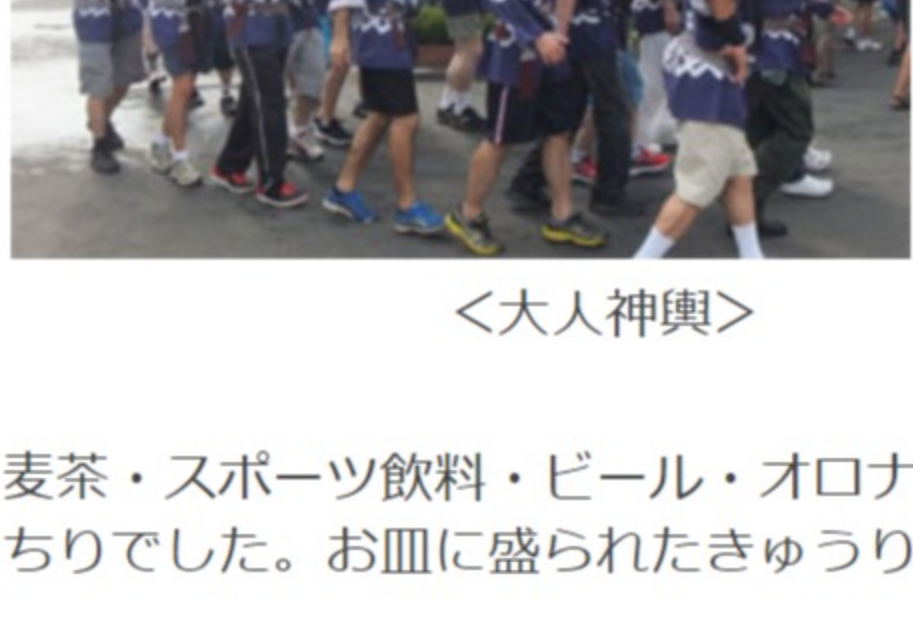 ＜大人神輿＞
麦茶・スポーツ飲料・ビール・オロナ
ちりでした。お皿に盛られたきゅうり